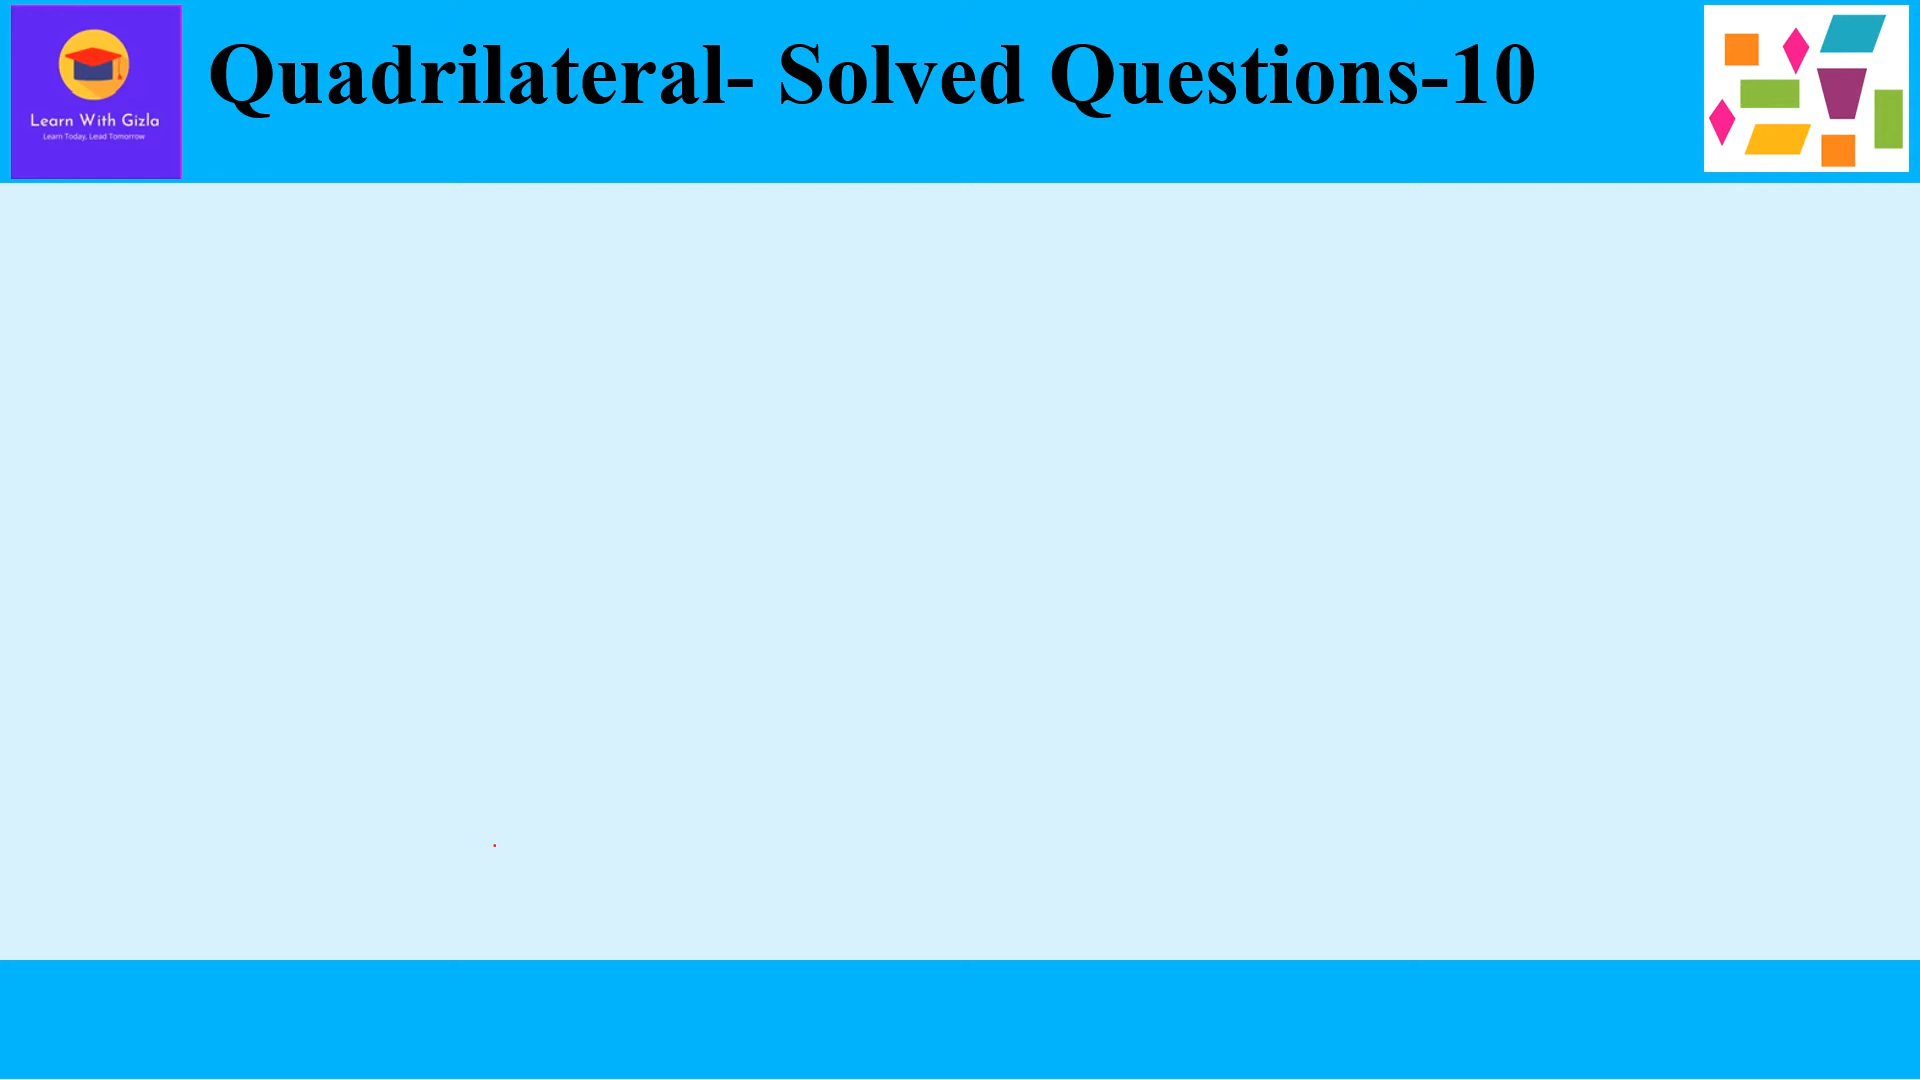 Quadrilateral- Solved Questions-10
Learn With Gizla
Learn Today, Lead Tomorrow